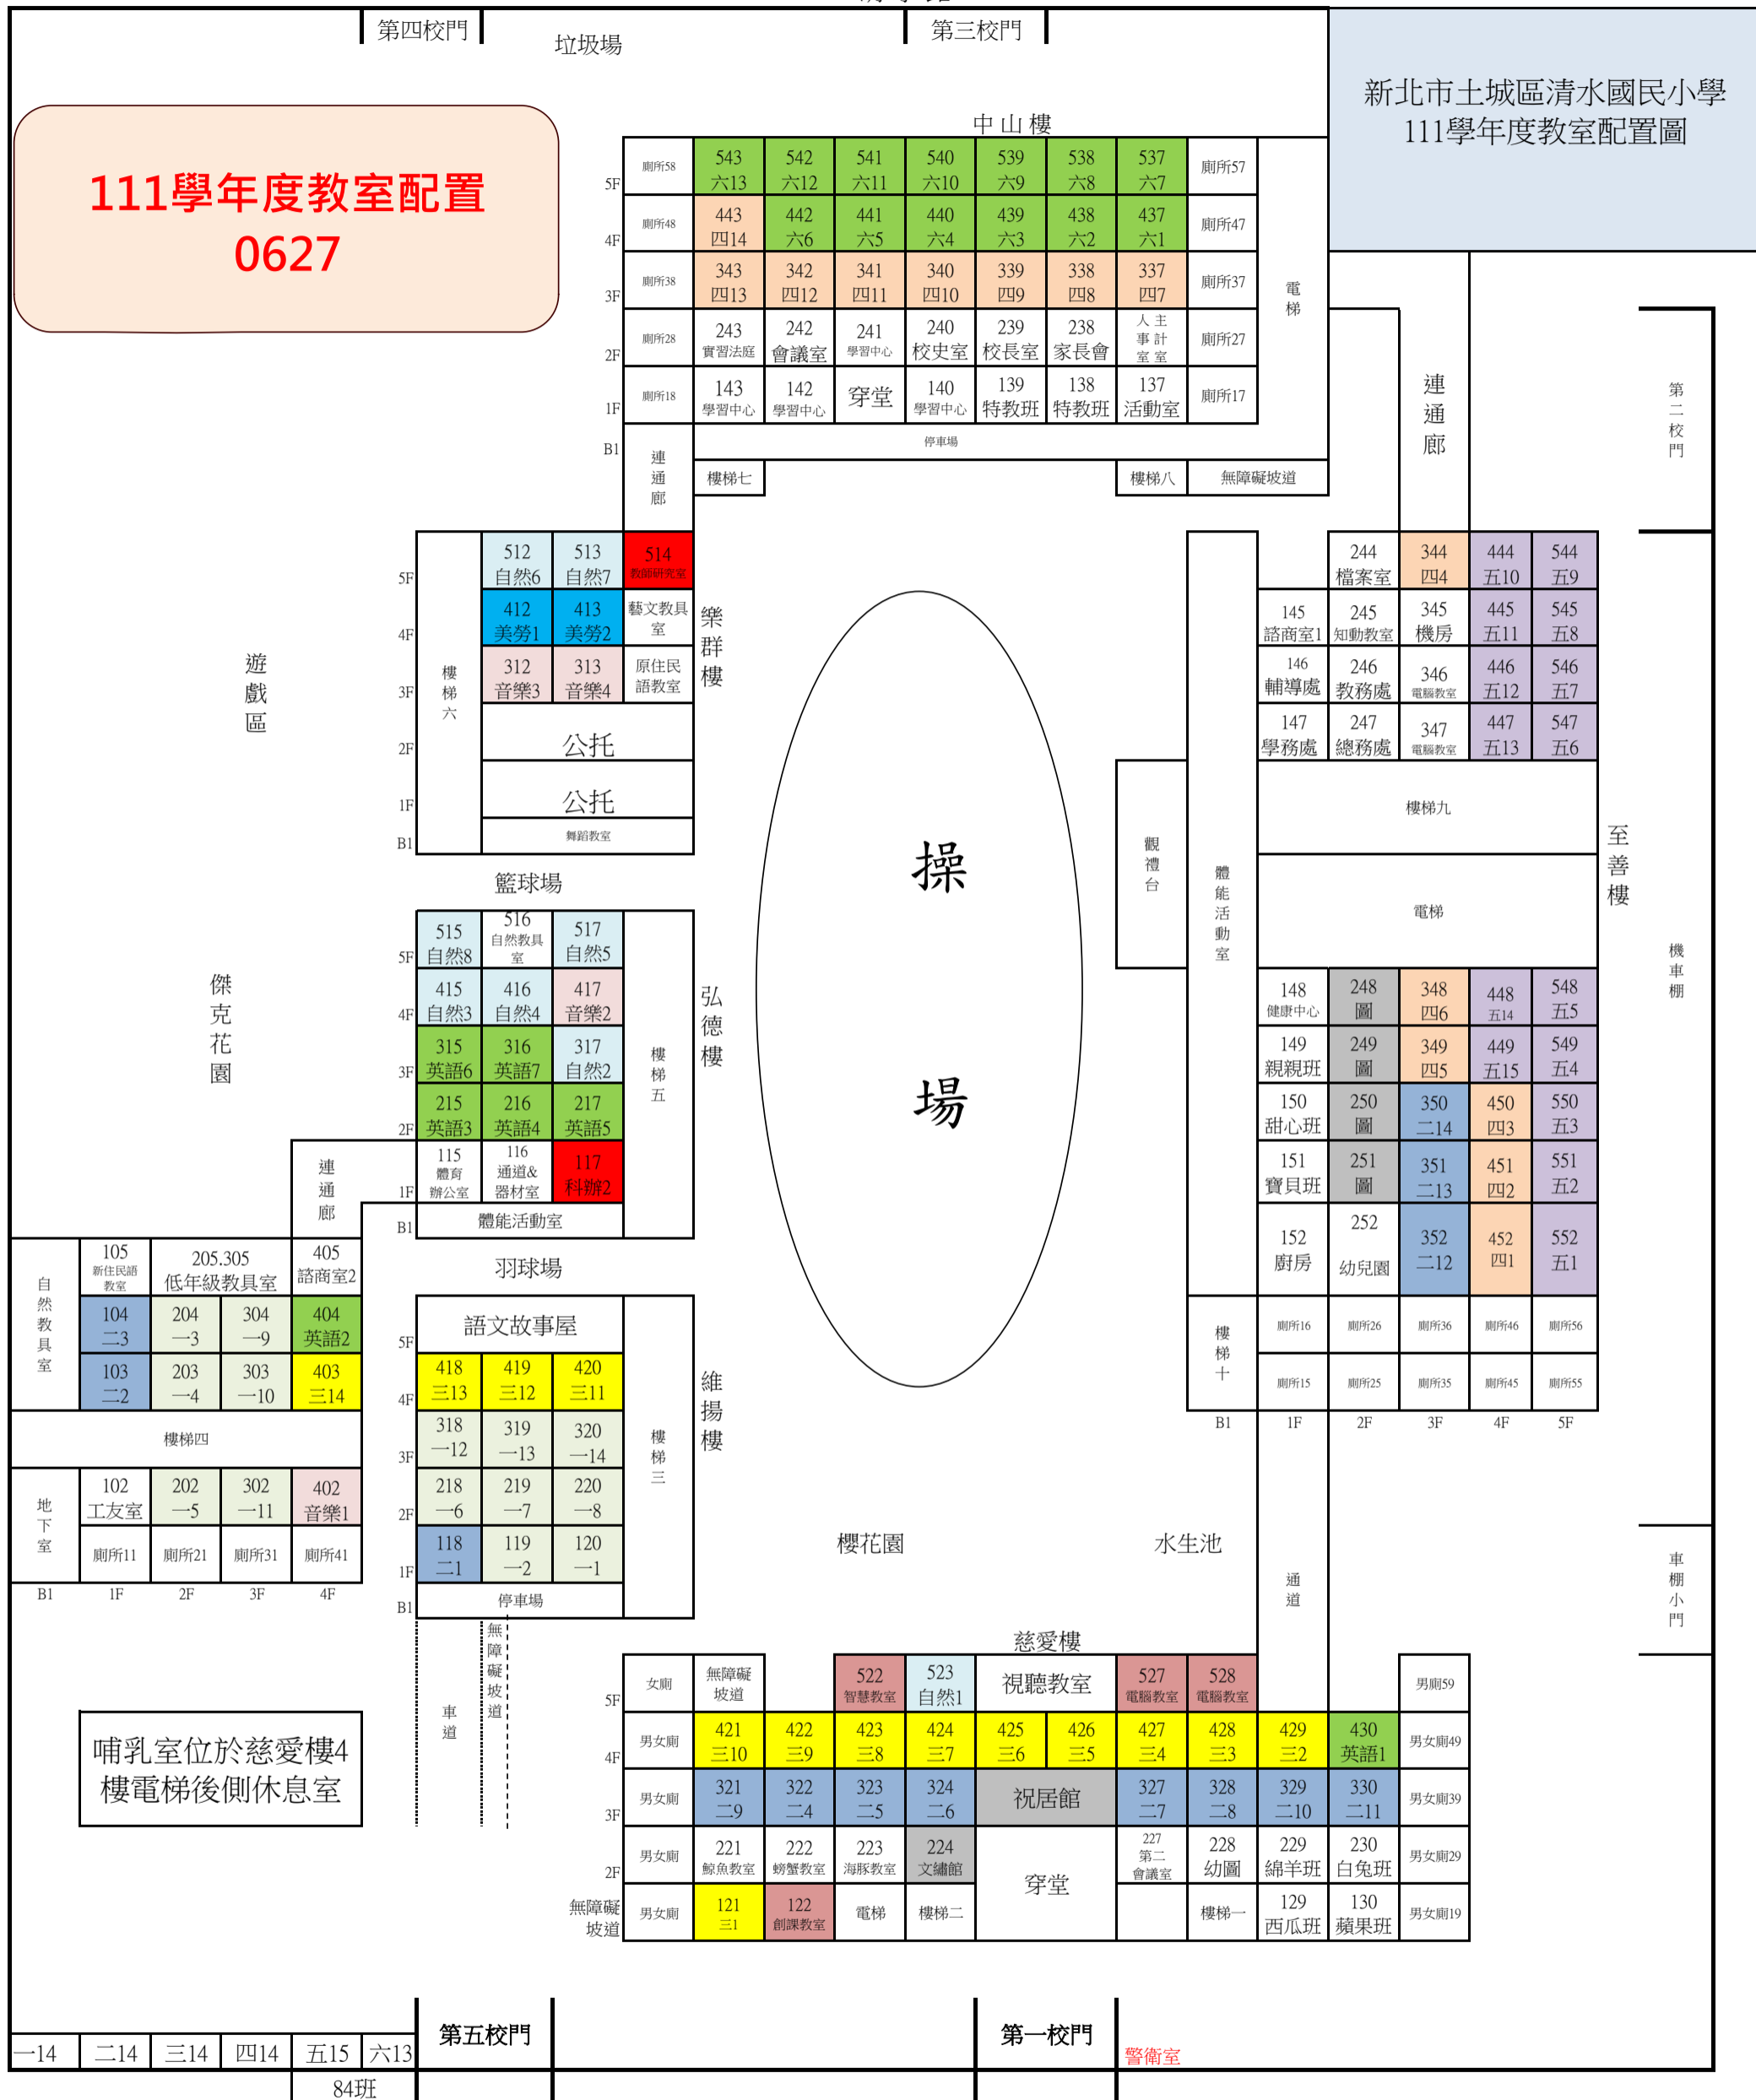 第四校門
垃圾場
第三校門
新北市土城區清水國民小學
111學年度教室配置圖
111學年度教室配置
0627
中山樓
5F 廁所58 543 542 541 540 539 538 537 廁所57
六13 六12 六11 六10 六9 六8 六7
4F 廁所48 443 442 441 440 439 438 437 廁所47
四14 六6 六5 六4 六3 六2 六1
3F 廁所38 343 342 341 340 339 338 337 廁所37
四13 四12 四11 四10 四9 四8 四7
電梯
2F 廁所28 243 242 241 240 239 238 人事室 主計室 廁所27
實習法庭 會議室 學習中心 校史室 校長室 家長會
1F 廁所18 143 142 穿堂 140 139 138 137 廁所17
學習中心 學習中心 學習中心 特教班 特教班 活動室
B1 停車場
連通廊
樓梯七 樓梯八 無障礙坡道
連通廊
第二校門
5F 512 513 514
自然6 自然7 教師研究室
4F 412 413 藝文教具室
美勞1 美勞2
3F 312 313 原住民語教室
音樂3 音樂4
2F 公托
1F 公托
B1 舞蹈教室
樓梯六
樂群樓
遊戲區
籃球場
操場
觀禮台
體能活動室
244 344 444 544
檔案室 四4 五10 五9
145 245 345 445 545
諮商室1 知動教室 機房 五11 五8
146 246 346 446 546
輔導處 教務處 電腦教室 五12 五7
147 247 347 447 547
學務處 總務處 電腦教室 五13 五6
樓梯九
電梯
至善樓
機車棚
148 248 348 448 548
健康中心 圖 四6 五14 五5
149 249 349 449 549
親親班 圖 四5 五15 五4
150 250 350 450 550
甜心班 圖 二14 四3 五3
151 251 351 451 551
寶貝班 圖 二13 四2 五2
152 252 352 452 552
廚房 幼兒園 二12 四1 五1
樓梯十
廁所16 廁所26 廁所36 廁所46 廁所56
廁所15 廁所25 廁所35 廁所45 廁所55
B1 1F 2F 3F 4F 5F
5F 515 516 517
自然8 自然教具室 自然5
4F 415 416 417
自然3 自然4 音樂2
3F 315 316 317
英語6 英語7 自然2
2F 215 216 217
英語3 英語4 英語5
1F 115 116 117
體育辦公室 通道&器材室 科辦2
B1 體能活動室
樓梯五
弘德樓
傑克花園
連通廊
羽球場
自然教具室
105 205.305 405
新住民語教室 低年級教具室 諮商室2
104 204 304 404
二3 一3 一9 英語2
103 203 303 403
二2 一4 一10 三14
樓梯四
地下室
102 202 302 402
工友室 一5 一11 音樂1
廁所11 廁所21 廁所31 廁所41
B1 1F 2F 3F 4F
5F 語文故事屋
4F 418 419 420
三13 三12 三11
3F 318 319 320
一12 一13 一14
2F 218 219 220
一6 一7 一8
1F 118 119 120
二1 一2 一1
B1 停車場
樓梯三
維揚樓
車道
無障礙坡道
櫻花園
水生池
通道
車棚小門
慈愛樓
5F 女廁 無障礙坡道 522 523 視聽教室 527 528 男廁59
智慧教室 自然1 電腦教室 電腦教室
4F 男女廁 421 422 423 424 425 426 427 428 429 430 男女廁49
三10 三9 三8 三7 三6 三5 三4 三3 三2 英語1
3F 男女廁 321 322 323 324 祝居館 327 328 329 330 男女廁39
二9 二4 二5 二6 二7 二8 二10 二11
2F 男女廁 221 222 223 224 227 228 229 230 男女廁29
鯨魚教室 螃蟹教室 海豚教室 文繡館 第二會議室 幼圖 綿羊班 白兔班
穿堂
無障礙坡道 男女廁 121 122 電梯 樓梯二 樓梯一 129 130 男女廁19
三1 創課教室 西瓜班 蘋果班
哺乳室位於慈愛樓4
樓電梯後側休息室
第五校門
第一校門
警衛室
一14 二14 三14 四14 五15 六13
84班